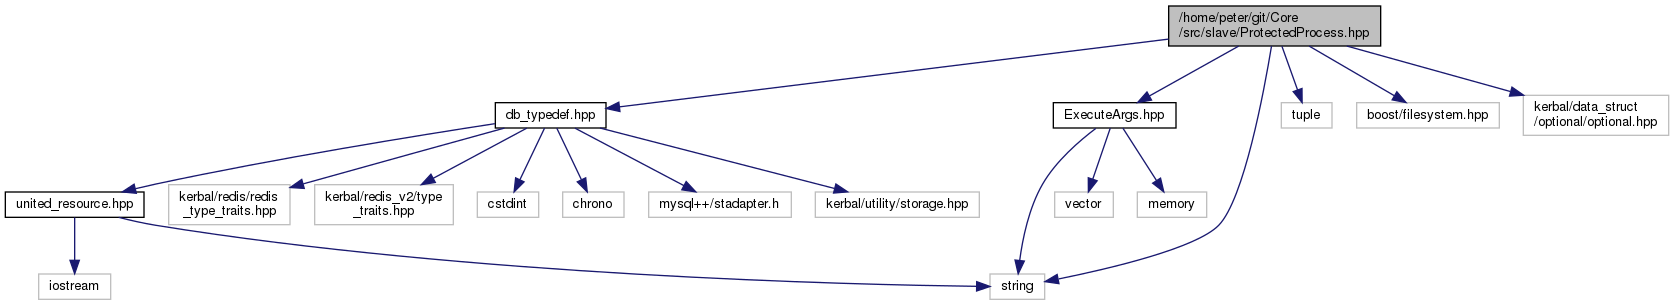 /home/peter/git/Core
/src/slave/ProtectedProcess.hpp
db_typedef.hpp
ExecuteArgs.hpp
tuple
boost/filesystem.hpp
kerbal/data_struct
/optional/optional.hpp
united_resource.hpp
kerbal/redis/redis
_type_traits.hpp
kerbal/redis_v2/type
_traits.hpp
cstdint
chrono
mysql++/stadapter.h
kerbal/utility/storage.hpp
vector
memory
iostream
string